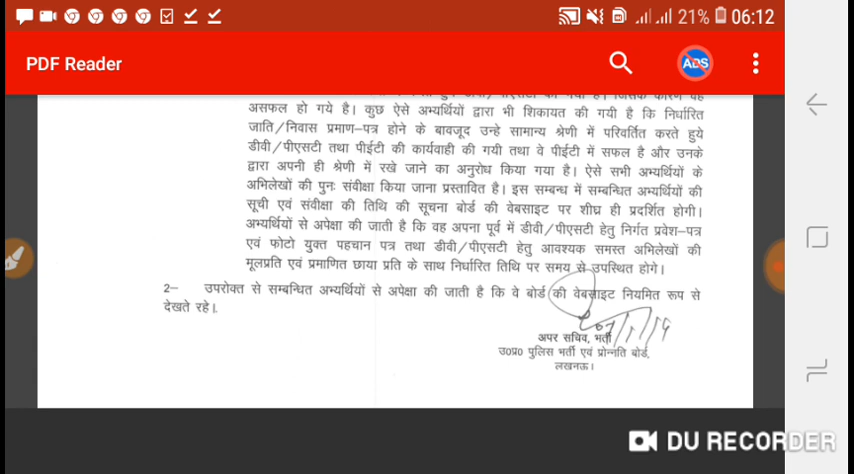 21% 06:12
PDF Reader
ADS
असफल हो गये है। कुछ ऐसे अभ्यर्थियों द्वारा भी शिकायत की गयी है कि निर्धारित
जाति/निवास प्रमाण–पत्र होने के बावजूद उन्हे सामान्य श्रेणी में परिवर्तित करते हुये
डीवी/पीएसटी तथा पीईटी की कार्यवाही की गयी तथा वे पीईटी में सफल है और उनके
द्वारा अपनी ही श्रेणी में रखे जाने का अनुरोध किया गया है। ऐसे सभी अभ्यर्थियों के
अभिलेखों की पुनः संवीक्षा किया जाना प्रस्तावित है। इस सम्बन्ध में सम्बन्धित अभ्यर्थियों की
सूची एवं संवीक्षा की तिथि की सूचना बोर्ड की वेबसाइट पर शीघ्र ही प्रदर्शित होगी।
अभ्यर्थियों से अपेक्षा की जाती है कि वह अपना पूर्व में डीवी/पीएसटी हेतु निर्गत प्रवेश–पत्र
एवं फोटो युक्त पहचान पत्र तथा डीवी/पीएसटी हेतु आवश्यक समस्त अभिलेखों की
मूलप्रति एवं प्रमाणित छाया प्रति के साथ निर्धारित तिथि पर समय से उपस्थित होगे।
2– उपरोक्त से सम्बन्धित अभ्यर्थियों से अपेक्षा की जाती है कि वे बोर्ड की वेबसाइट नियमित रूप से
देखते रहे।
अपर सचिव, भर्ती
उ0प्र0 पुलिस भर्ती एवं प्रोन्नति बोर्ड,
लखनऊ।
DU RECORDER